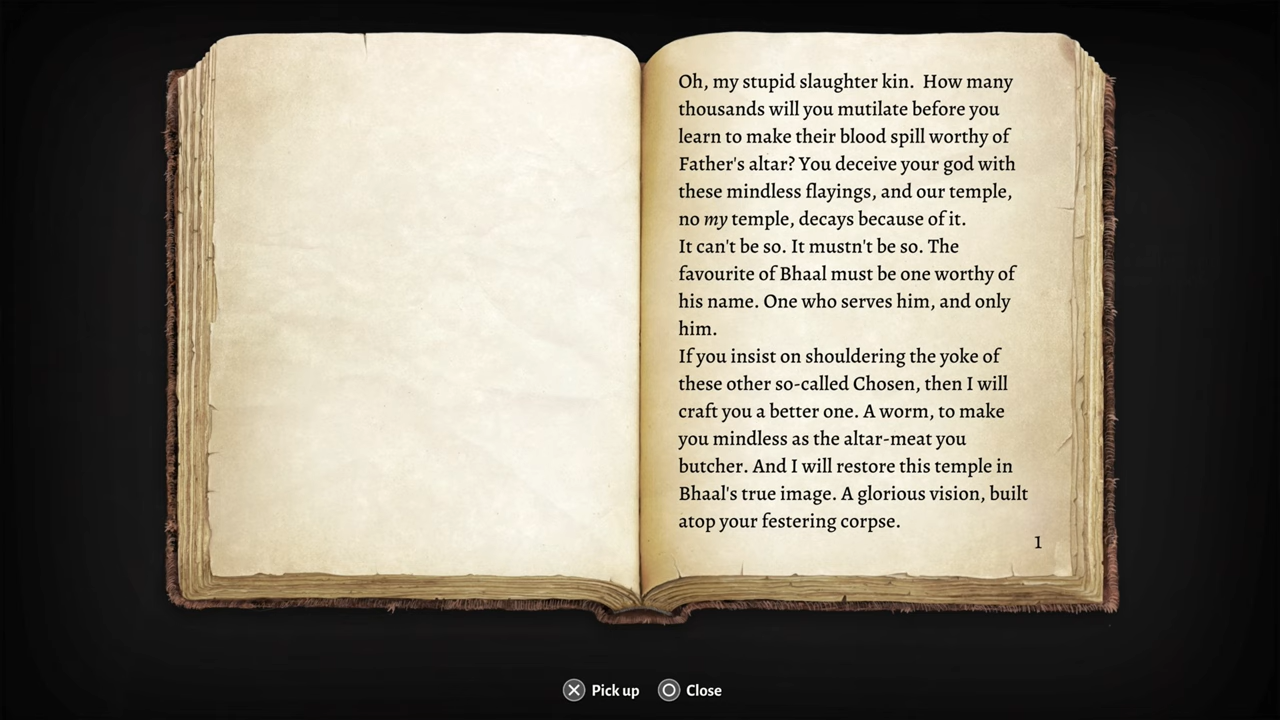 Oh, my stupid slaughter kin.  How many
thousands will you mutilate before you
learn to make their blood spill worthy of
Father's altar? You deceive your god with
these mindless flayings, and our temple,
no my temple, decays because of it.
It can't be so. It mustn't be so. The
favourite of Bhaal must be one worthy of
his name. One who serves him, and only
him.
If you insist on shouldering the yoke of
these other so-called Chosen, then I will
craft you a better one. A worm, to make
you mindless as the altar-meat you
butcher. And I will restore this temple in
Bhaal's true image. A glorious vision, built
atop your festering corpse.
1
Pick up
Close